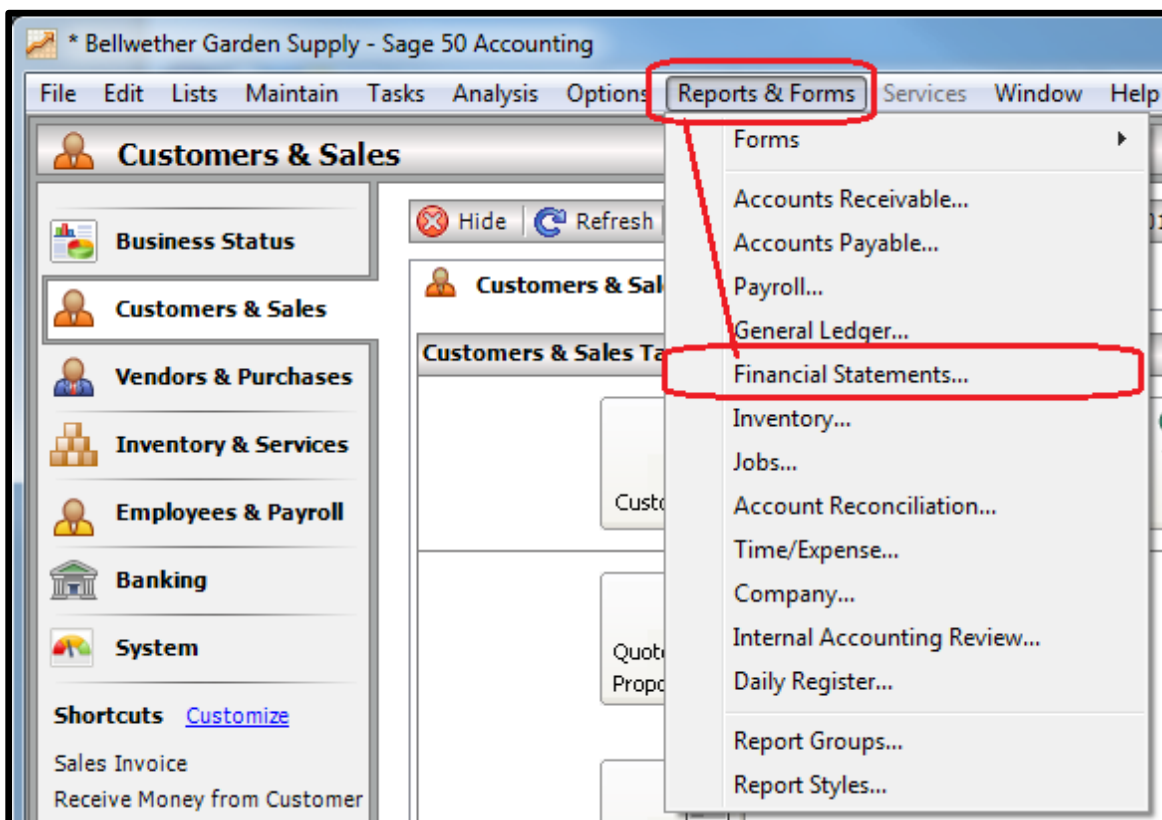 * Bellwether Garden Supply - Sage 50 Accounting
File Edit Lists Maintain Tasks Analysis Options Reports & Forms Services Window Help
Customers & Sales
Business Status
Customers & Sales
Vendors & Purchases
Inventory & Services
Employees & Payroll
Banking
System
Shortcuts Customize
Sales Invoice
Receive Money from Customer
Hide Refresh
Customers & Sal
Customers & Sales Ta
Custo
Quot
Propo
Forms
Accounts Receivable...
Accounts Payable...
Payroll...
General Ledger...
Financial Statements...
Inventory...
Jobs...
Account Reconciliation...
Time/Expense...
Company...
Internal Accounting Review...
Daily Register...
Report Groups...
Report Styles...